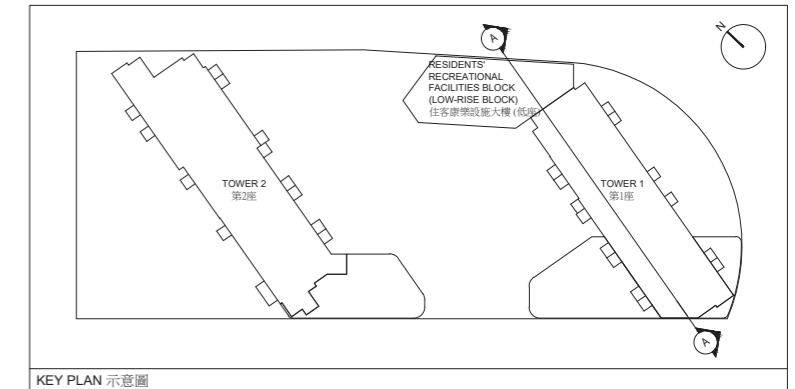 A
N
RESIDENTS'
RECREATIONAL
FACILITIES BLOCK
(LOW-RISE BLOCK)
住客康樂設施大樓 (低座)
TOWER 2
第2座
TOWER 1
第1座
A
KEY PLAN 示意圖